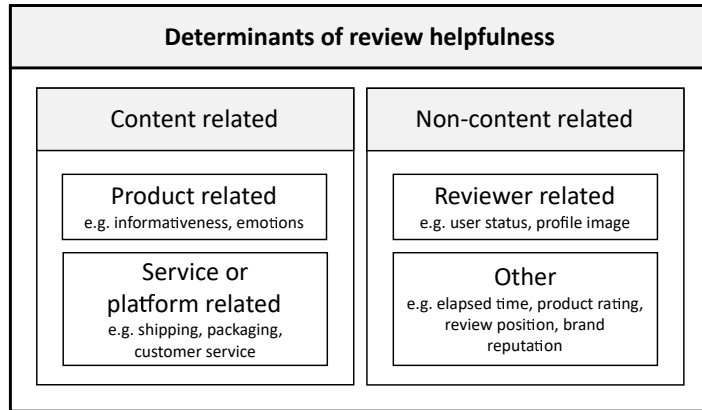 Determinants of review helpfulness
Content related
Product related
e.g. informativeness, emotions
Service or
platform related
e.g. shipping, packaging,
customer service
Non-content related
Reviewer related
e.g. user status, profile image
Other
e.g. elapsed time, product rating,
review position, brand
reputation